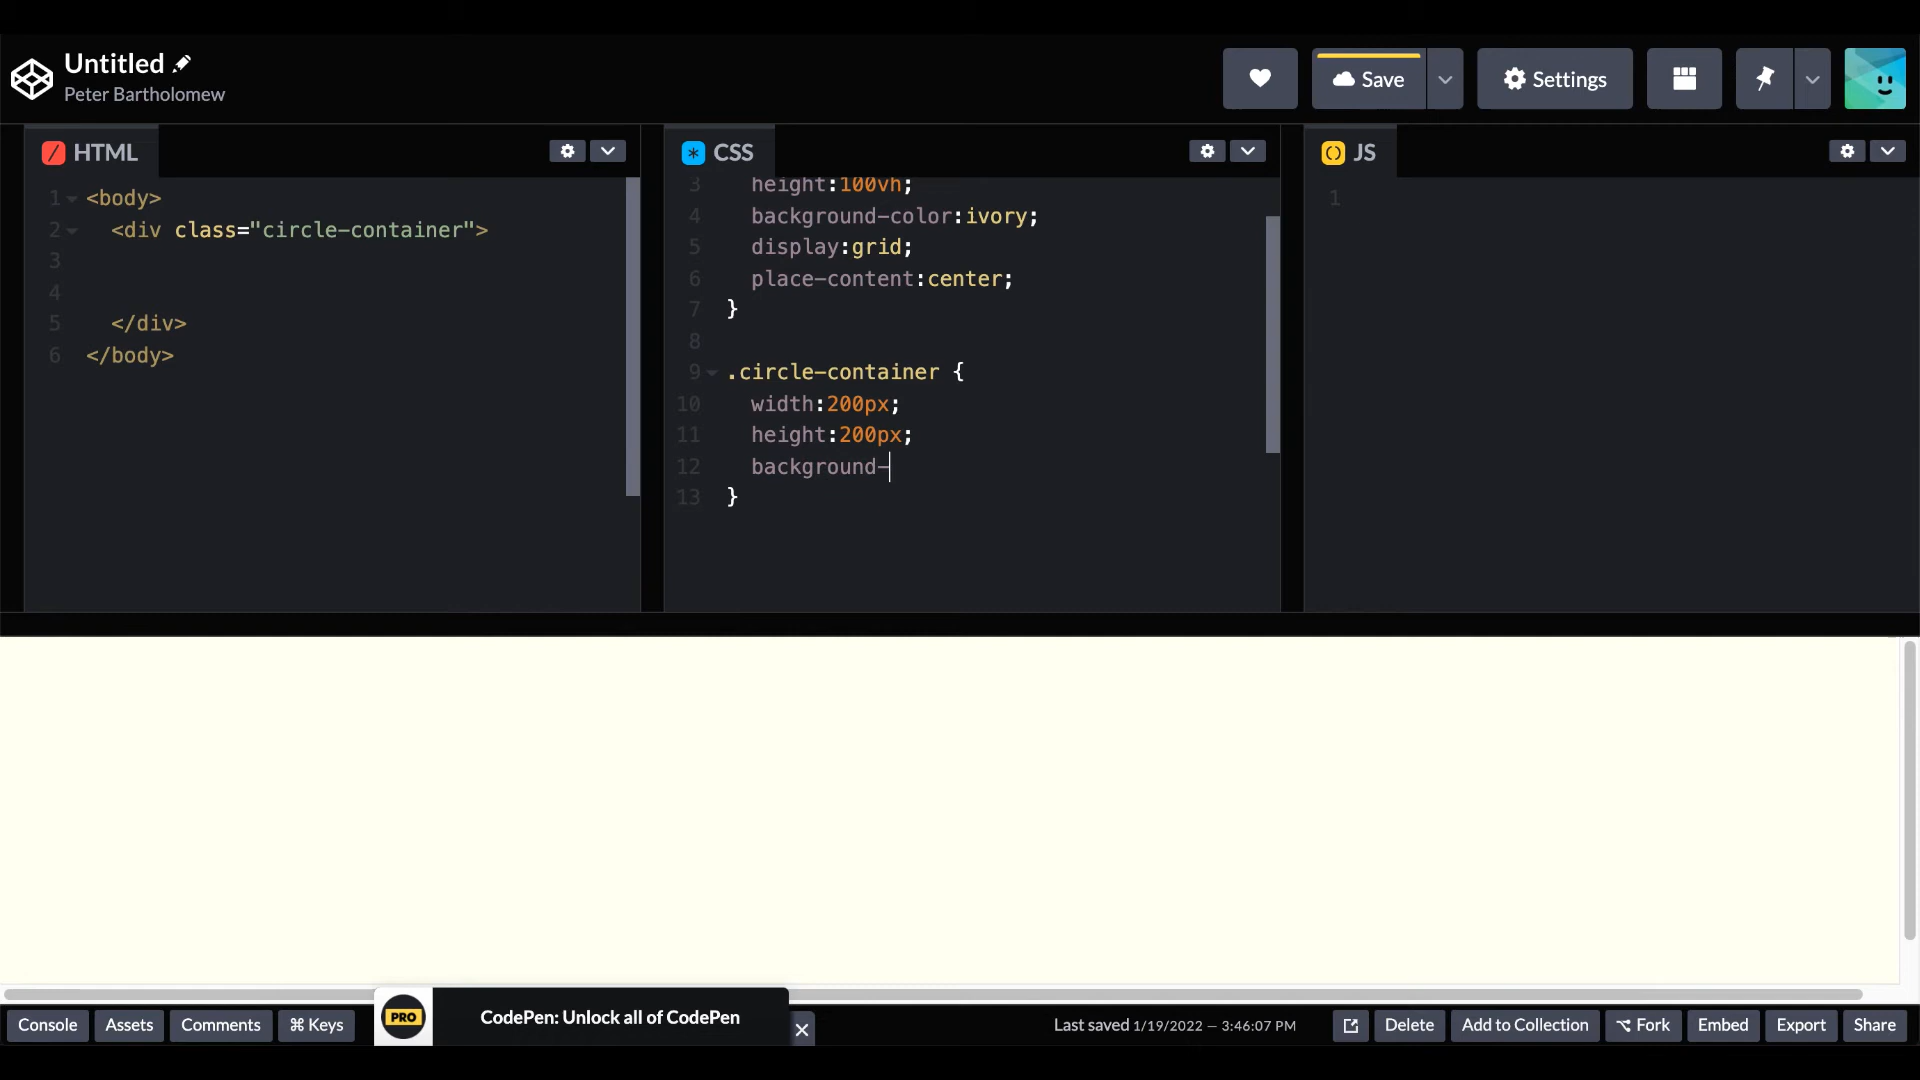 Untitled
Peter Bartholomew
Save
Settings
HTML
CSS
JS
1 <body>
2 <div class="circle-container">
3
4
5 </div>
6 </body>
3 height:100vh;
4 background-color:ivory;
5 display:grid;
6 place-content:center;
7 }
8
9 .circle-container {
10 width:200px;
11 height:200px;
12 background-
13 }
1
Console
Assets
Comments
⌘ Keys
PRO
CodePen: Unlock all of CodePen
Last saved 1/19/2022 — 3:46:07 PM
Delete
Add to Collection
Fork
Embed
Export
Share